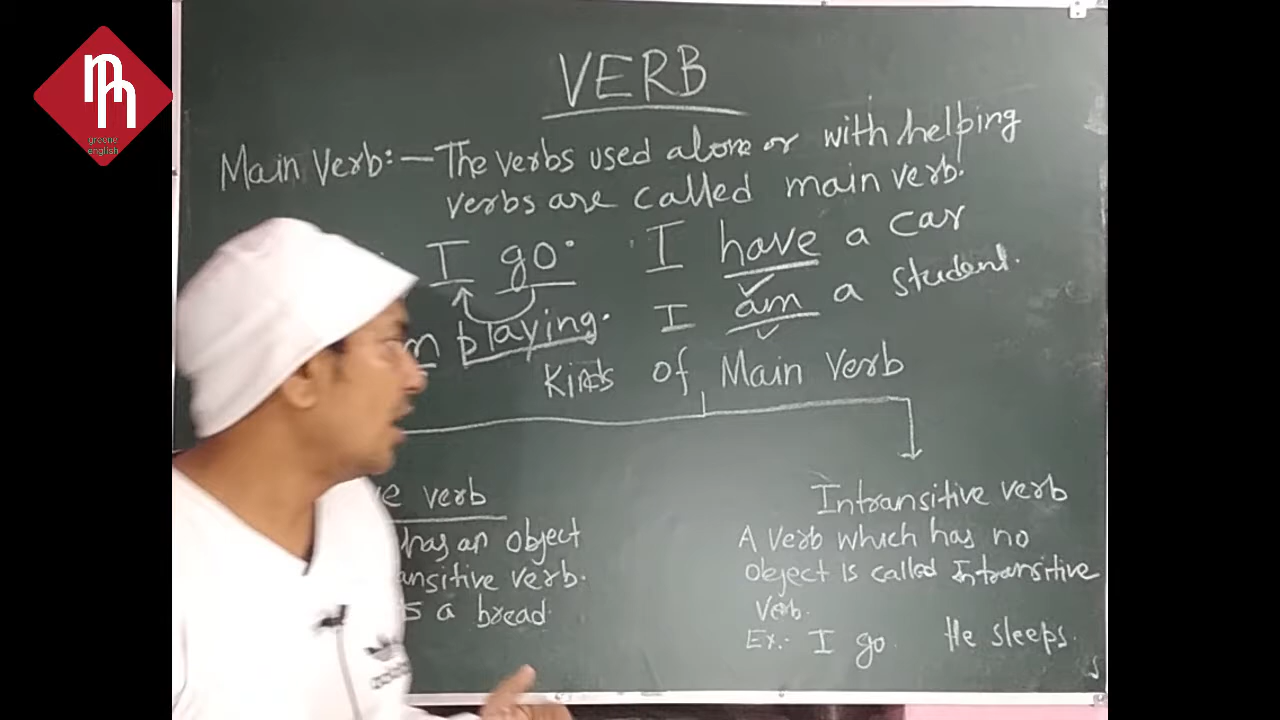 greene
english
VERB
Main Verb:- The verbs used alone or with helping
verbs are called main verb.
I go. I have a car
playing. I am a student.
Kinds of Main Verb
verb
has an object
verb.
a bread.
Intransitive verb
A verb which has no
object is called Intransitive
Verb.
Ex:- I go. He sleeps.